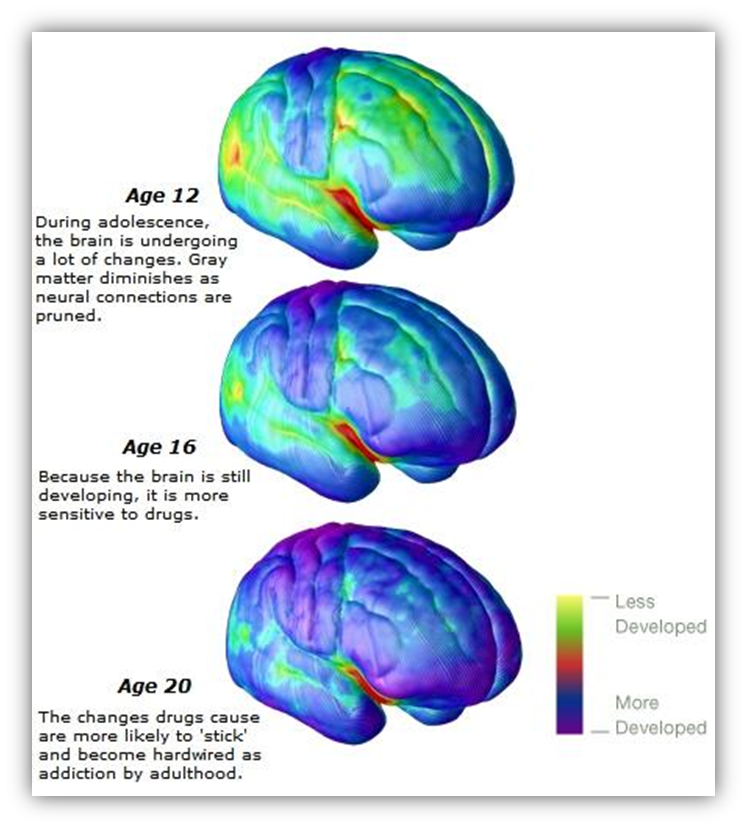 Age 12
During adolescence,
the brain is undergoing
a lot of changes. Gray
matter diminishes as
neural connections are
pruned.
Age 16
Because the brain is still
developing, it is more
sensitive to drugs.
Age 20
The changes drugs cause
are more likely to 'stick'
and become hardwired as
addiction by adulthood.
Less
Developed
More
Developed